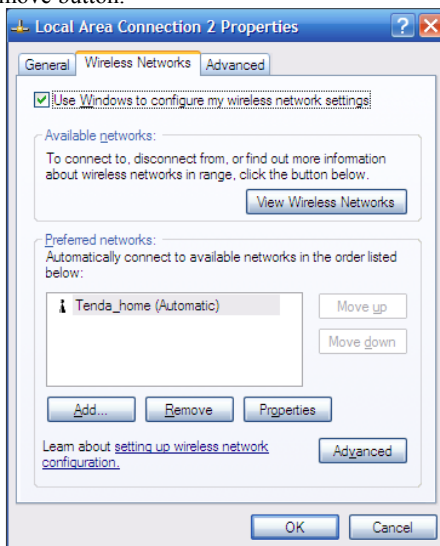 move button.
Local Area Connection 2 Properties
General Wireless Networks Advanced
Use Windows to configure my wireless network settings
Available networks:
To connect to, disconnect from, or find out more information
about wireless networks in range, click the button below.
View Wireless Networks
Preferred networks:
Automatically connect to available networks in the order listed
below:
Tenda_home (Automatic)
Move up
Move down
Add... Remove Properties
Learn about setting up wireless network
configuration.
Advanced
OK Cancel